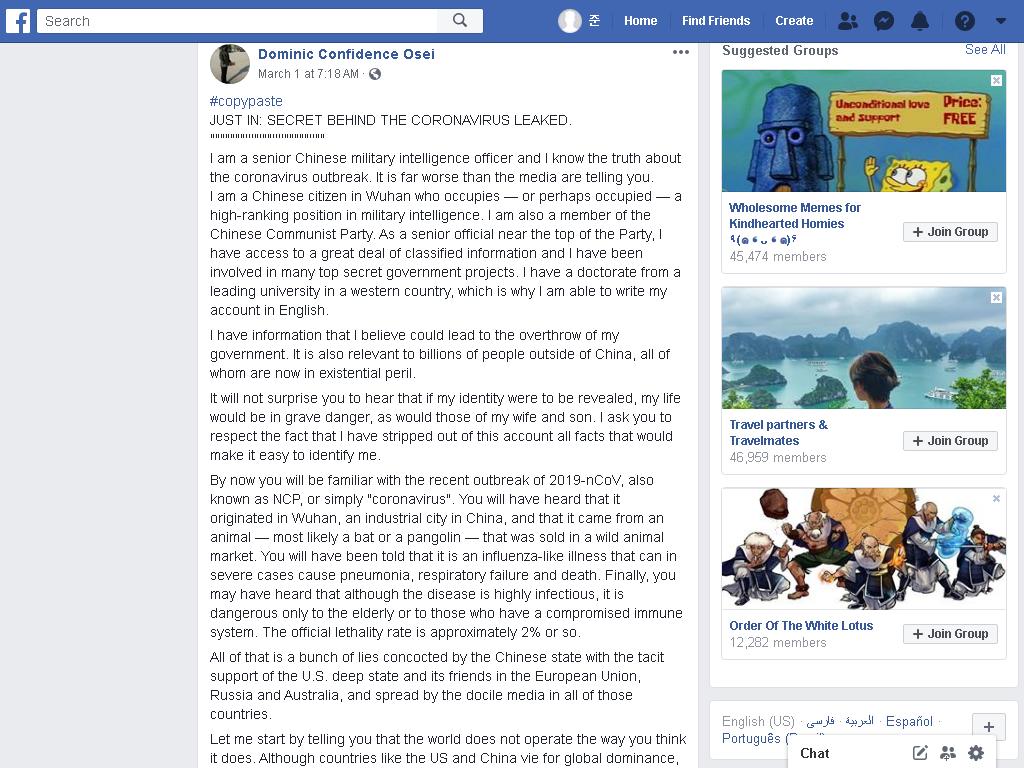 Search
준
Home
Find Friends
Create
Dominic Confidence Osei
March 1 at 7:18 AM ·
#copypaste
JUST IN: SECRET BEHIND THE CORONAVIRUS LEAKED.
"""""""""""""""""""""""""""
I am a senior Chinese military intelligence officer and I know the truth about
the coronavirus outbreak. It is far worse than the media are telling you.
I am a Chinese citizen in Wuhan who occupies — or perhaps occupied — a
high-ranking position in military intelligence. I am also a member of the
Chinese Communist Party. As a senior official near the top of the Party, I
have access to a great deal of classified information and I have been
involved in many top secret government projects. I have a doctorate from a
leading university in a western country, which is why I am able to write my
account in English.
I have information that I believe could lead to the overthrow of my
government. It is also relevant to billions of people outside of China, all of
whom are now in existential peril.
It will not surprise you to hear that if my identity were to be revealed, my life
would be in grave danger, as would those of my wife and son. I ask you to
respect the fact that I have stripped out of this account all facts that would
make it easy to identify me.
By now you will be familiar with the recent outbreak of 2019-nCoV, also
known as NCP, or simply "coronavirus". You will have heard that it
originated in Wuhan, an industrial city in China, and that it came from an
animal — most likely a bat or a pangolin — that was sold in a wild animal
market. You will have been told that it is an influenza-like illness that can in
severe cases cause pneumonia, respiratory failure and death. Finally, you
may have heard that although the disease is highly infectious, it is
dangerous only to the elderly or to those who have a compromised immune
system. The official lethality rate is approximately 2% or so.
All of that is a bunch of lies concocted by the Chinese state with the tacit
support of the U.S. deep state and its friends in the European Union,
Russia and Australia, and spread by the docile media in all of those
countries.
Let me start by telling you that the world does not operate the way you think
it does. Although countries like the US and China vie for global dominance,
Suggested Groups
See All
Unconditional love
and support
Price:
FREE
Wholesome Memes for
Kindhearted Homies
+ Join Group
45,474 members
Travel partners &
Travelmates
+ Join Group
46,959 members
Order Of The White Lotus
+ Join Group
12,282 members
English (US) · فارسی · العربية · Español ·
Português
Chat